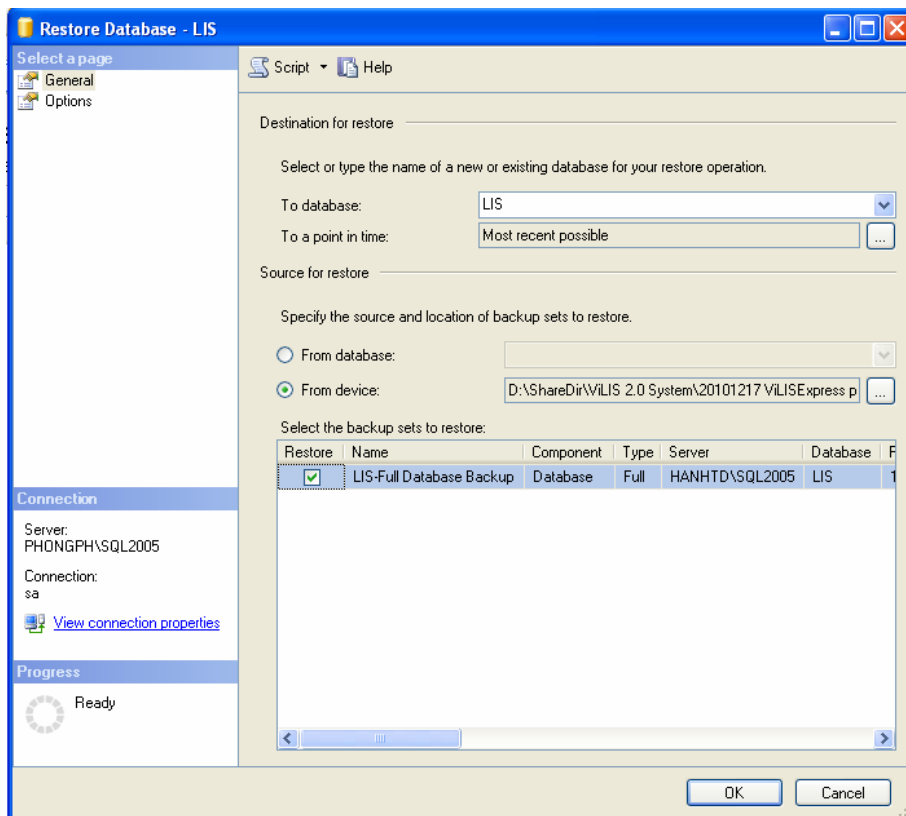 Restore Database - LIS
Select a page
General
Options
Script Help
Destination for restore
Select or type the name of a new or existing database for your restore operation.
To database: LIS
To a point in time: Most recent possible ...
Source for restore
Specify the source and location of backup sets to restore.
From database:
From device: D:\ShareDir\ViLIS 2.0 System\20101217 ViLISExpress p ...
Select the backup sets to restore:
Restore Name Component Type Server Database F
LIS-Full Database Backup Database Full HANHTD\SQL2005 LIS 1
Connection
Server:
PHONGPH\SQL2005
Connection:
sa
View connection properties
Progress
Ready
OK Cancel